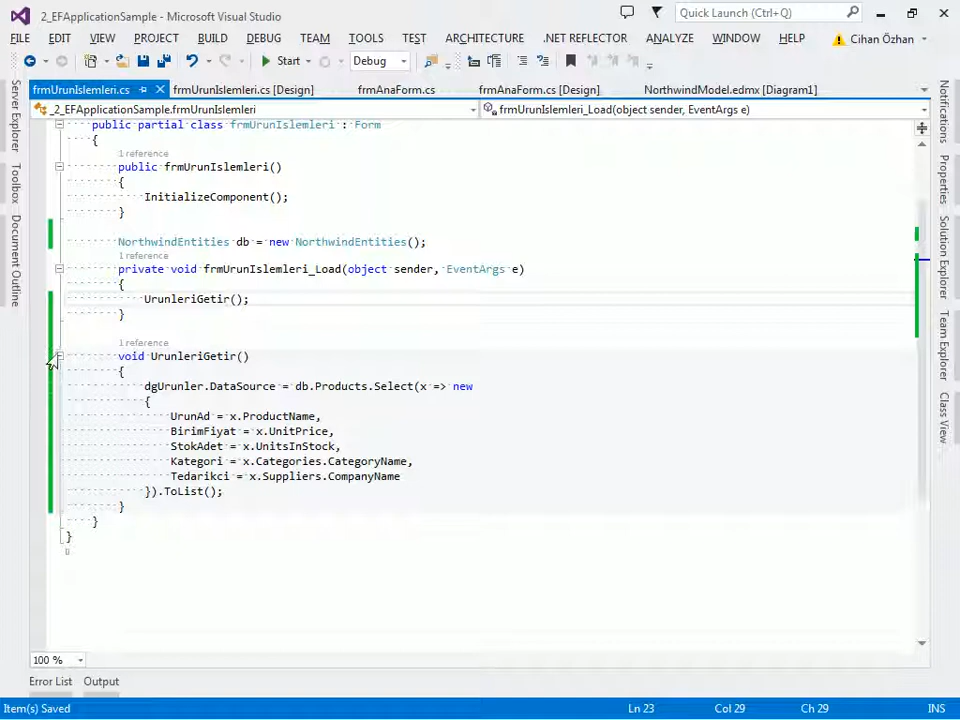 2_EFApplicationSample - Microsoft Visual Studio
Quick Launch (Ctrl+Q)
FILE EDIT VIEW PROJECT BUILD DEBUG TEAM TOOLS TEST ARCHITECTURE .NET REFLECTOR ANALYZE WINDOW HELP Cihan Özhan
Start Debug
frmUrunIslemleri.cs frmUrunIslemleri.cs [Design] frmAnaForm.cs frmAnaForm.cs [Design] NorthwindModel.edmx [Diagram1]
_2_EFApplicationSample.frmUrunIslemleri frmUrunIslemleri_Load(object sender, EventArgs e)
public partial class frmUrunIslemleri : Form
{
1 reference
public frmUrunIslemleri()
{
InitializeComponent();
}
NorthwindEntities db = new NorthwindEntities();
1 reference
private void frmUrunIslemleri_Load(object sender, EventArgs e)
{
UrunleriGetir();
}
1 reference
void UrunleriGetir()
{
dgUrunler.DataSource = db.Products.Select(x => new
{
UrunAd = x.ProductName,
BirimFiyat = x.UnitPrice,
StokAdet = x.UnitsInStock,
Kategori = x.Categories.CategoryName,
Tedarikci = x.Suppliers.CompanyName
}).ToList();
}
}
}
Server Explorer
Toolbox
Document Outline
Notifications
Properties
Solution Explorer
Team Explorer
Class View
100 %
Error List Output
Item(s) Saved Ln 23 Col 29 Ch 29 INS